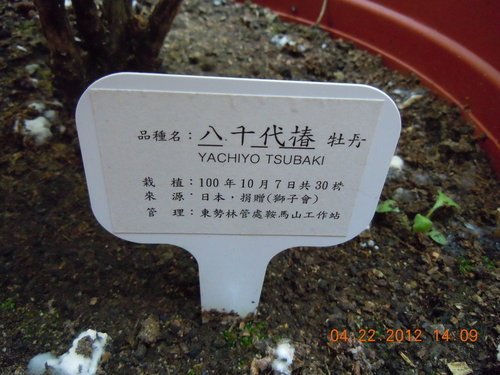 品種名：八千代椿 牡丹
YACHIYO TSUBAKI
栽　植：100年10月7日共30株
來　源：日本，捐贈(獅子會)
管　理：東勢林管處鞍馬山工作站
04.22.2012 14:09